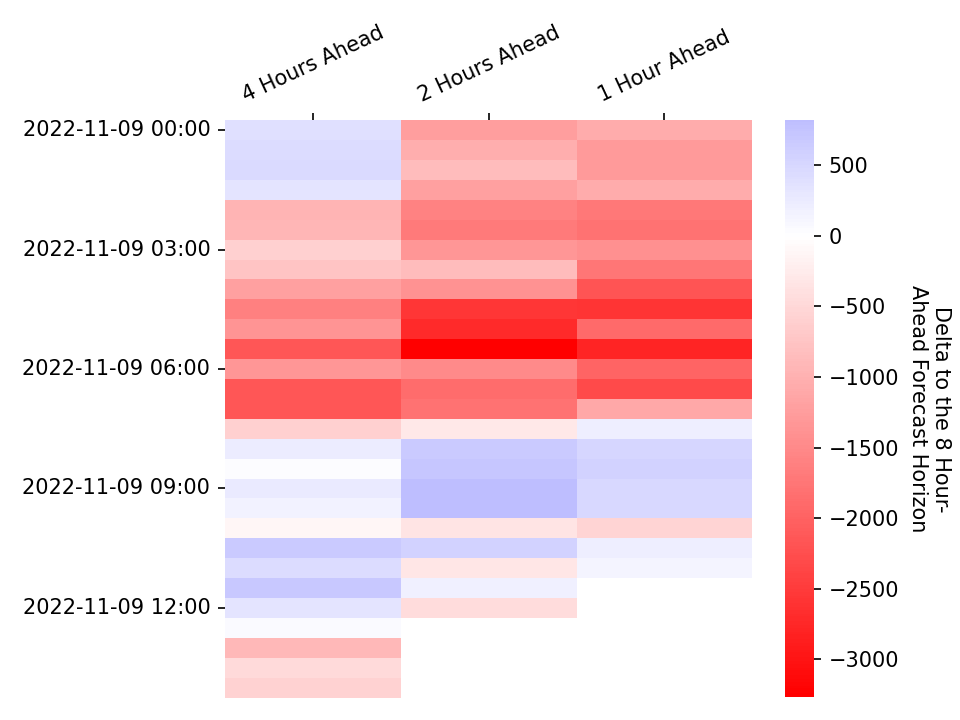 4 Hours Ahead
2 Hours Ahead
1 Hour Ahead
2022-11-09 00:00
2022-11-09 03:00
2022-11-09 06:00
2022-11-09 09:00
2022-11-09 12:00
500
0
−500
−1000
−1500
−2000
−2500
−3000
Delta to the 8 Hour-
Ahead Forecast Horizon